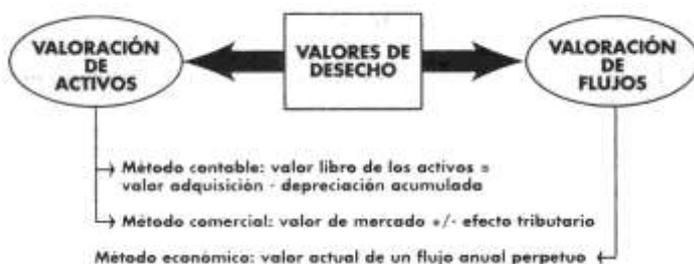 VALORACIÓN
DE
ACTIVOS
VALORES DE
DESECHO
VALORACIÓN
DE
FLUJOS
Método contable: valor libro de los activos =
valor adquisición - depreciación acumulada
Método comercial: valor de mercado +/- efecto tributario
Método económico: valor actual de un flujo anual perpetuo